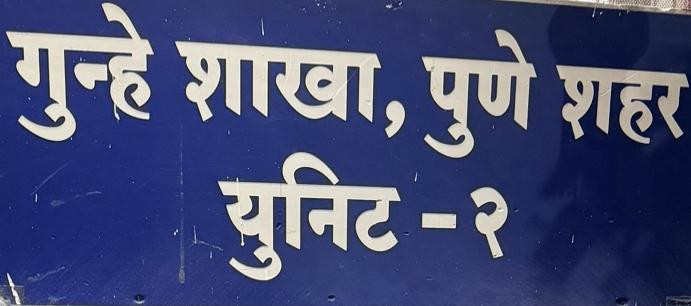 गुन्हे शाखा, पुणे शहर
युनिट - २